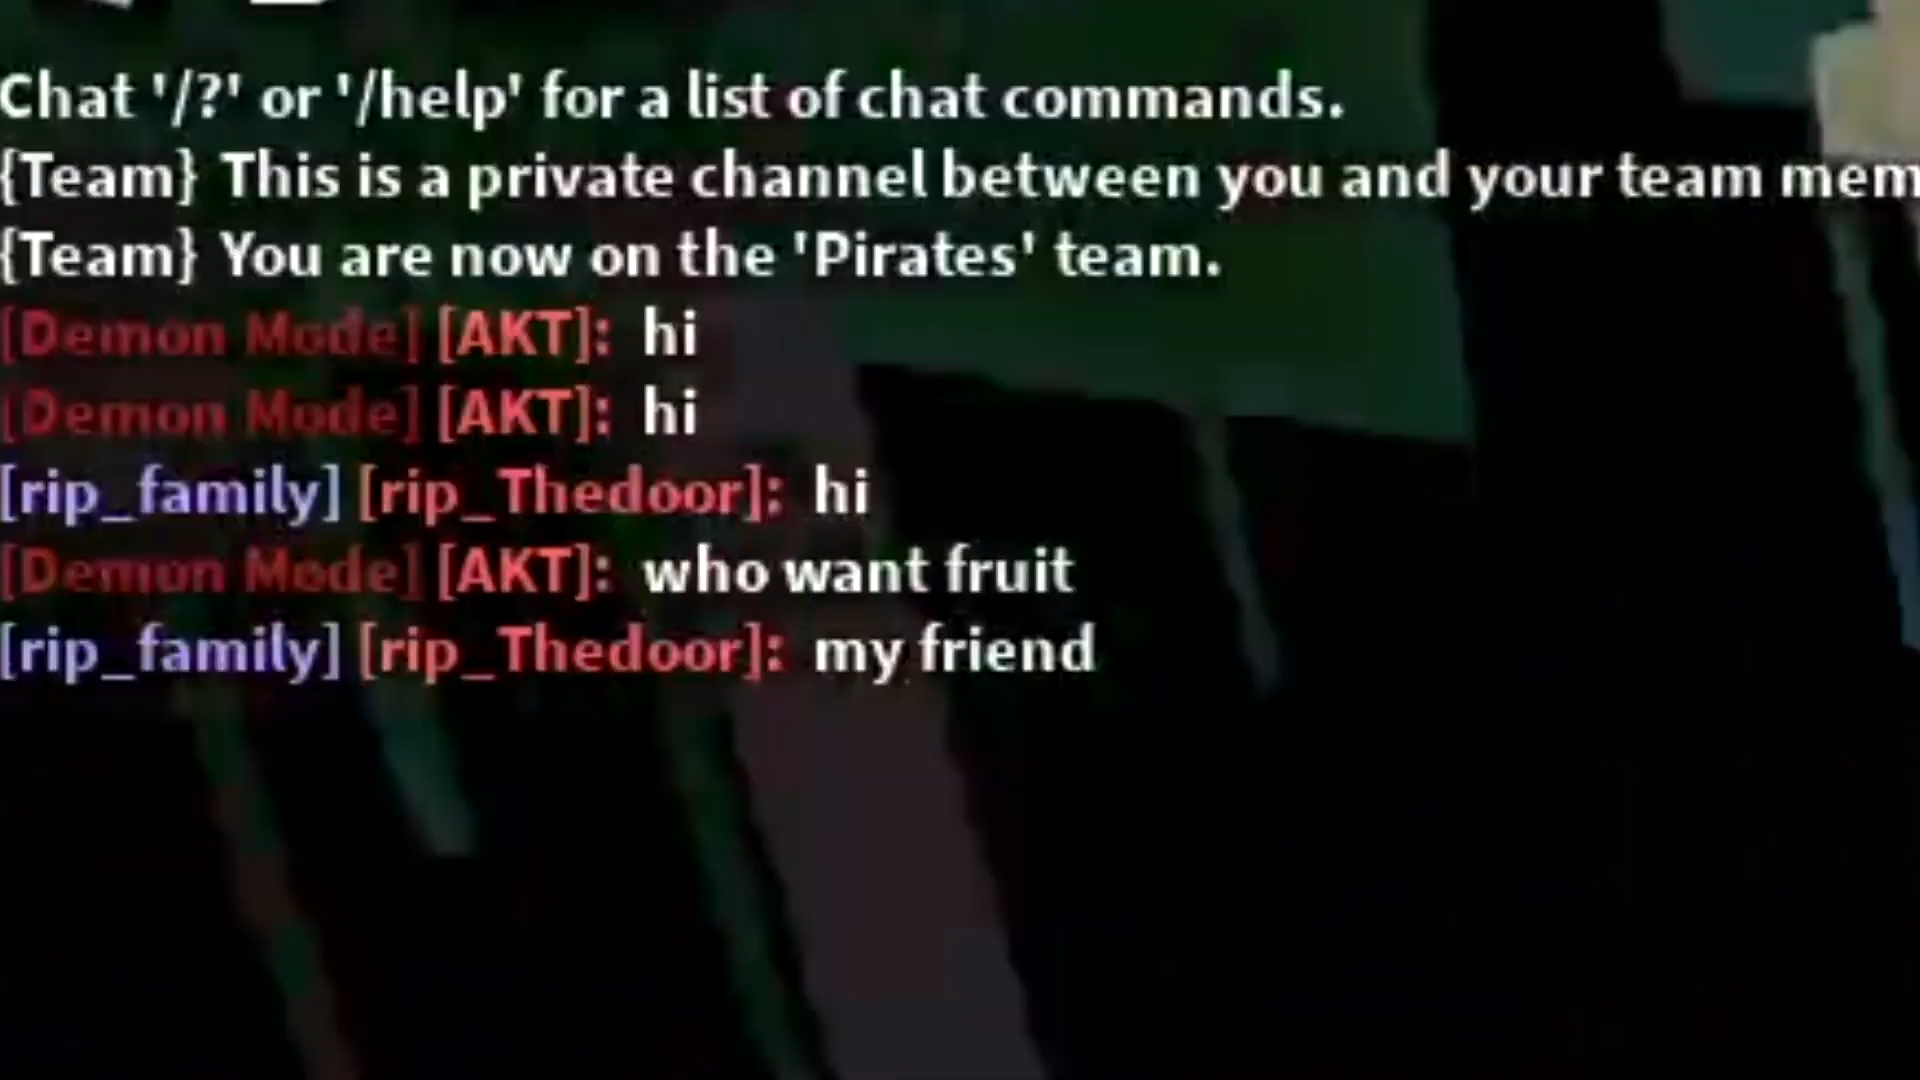 Chat '/?' or '/help' for a list of chat commands.
{Team} This is a private channel between you and your team mem
{Team} You are now on the 'Pirates' team.
[Demon Mode] [AKT]: hi
[Demon Mode] [AKT]: hi
[rip_family] [rip_Thedoor]: hi
[Demon Mode] [AKT]: who want fruit
[rip_family] [rip_Thedoor]: my friend